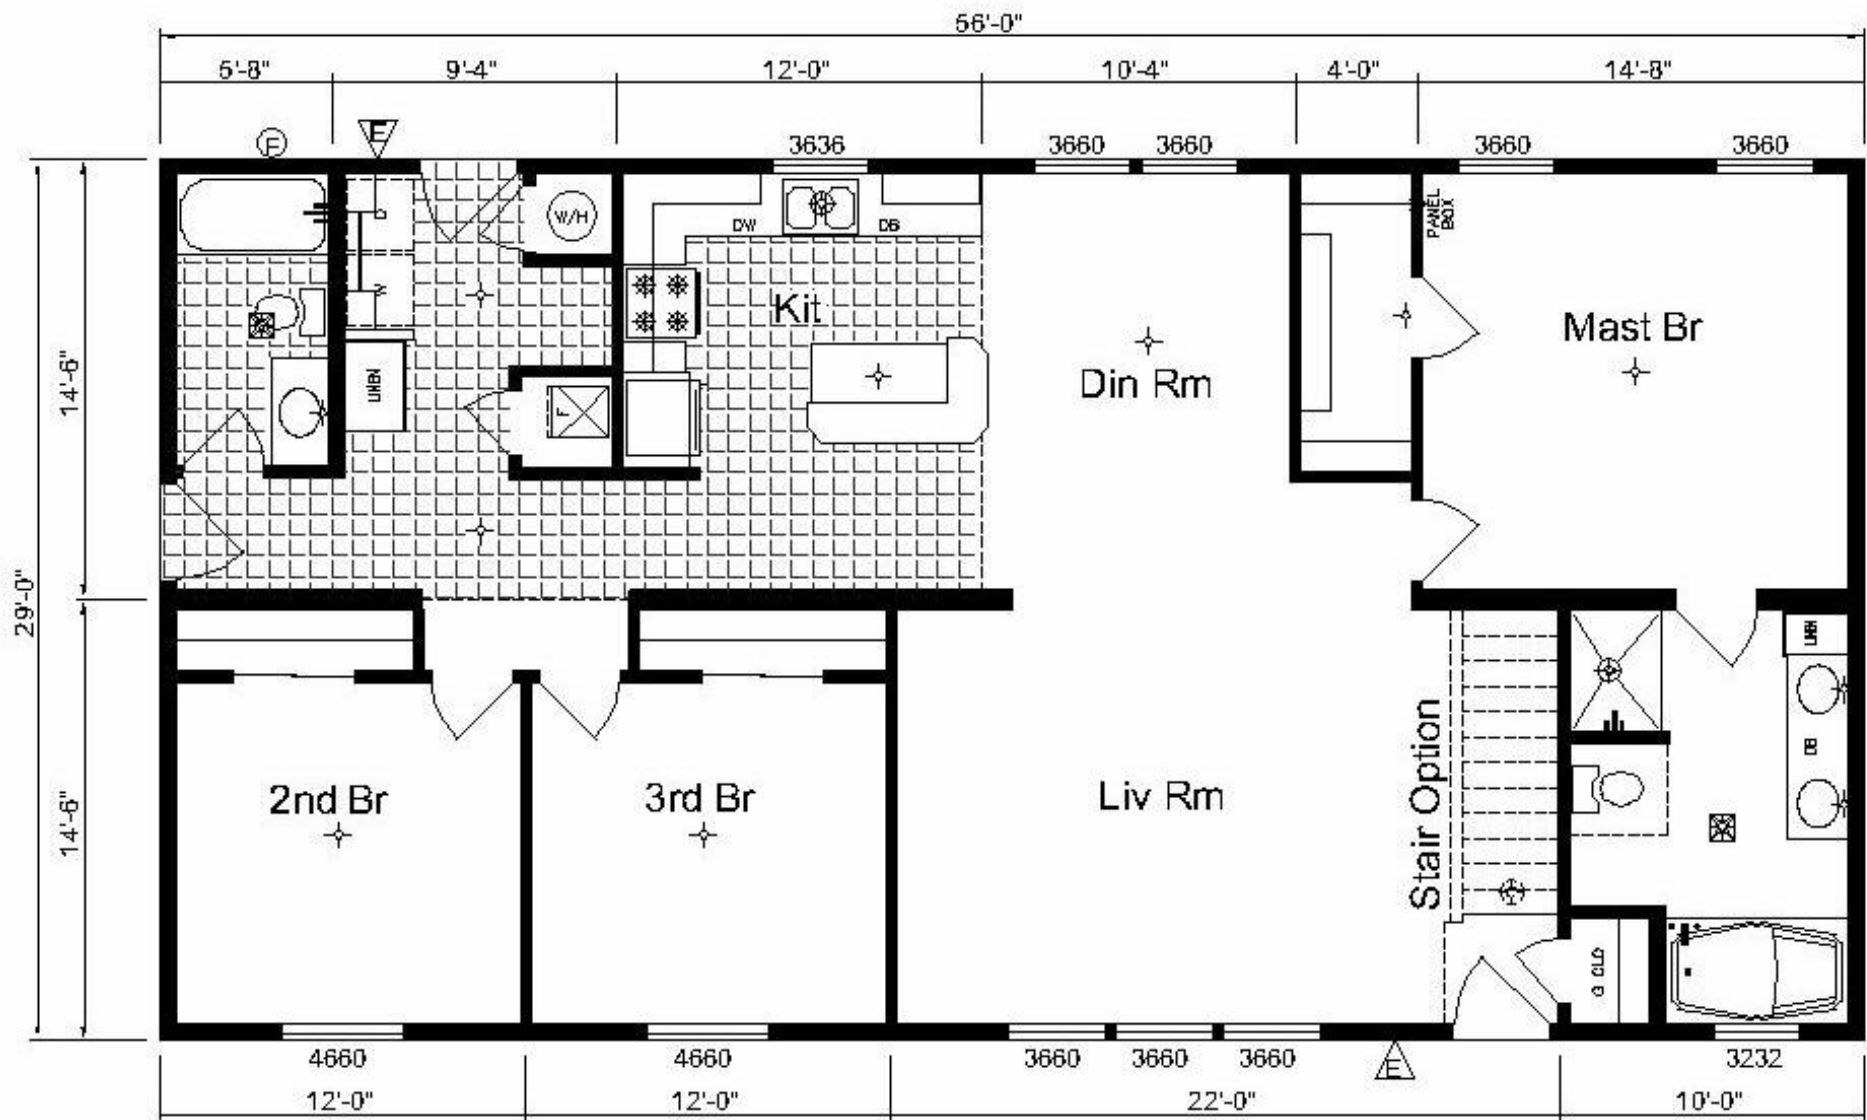 56'-0"
5'-8" 9'-4" 12'-0" 10'-4" 4'-0" 14'-8"
F E 3636 3660 3660 3660 3660
D W/H DW DB PANEL BOX
W Kit Mast Br
LINEN F Din Rm
14'-6"
29'-0"
14'-6"
LINEN
2nd Br 3rd Br Liv Rm Stair Option DB
G CLO
4660 4660 3660 3660 3660 E 3232
12'-0" 12'-0" 22'-0" 10'-0"